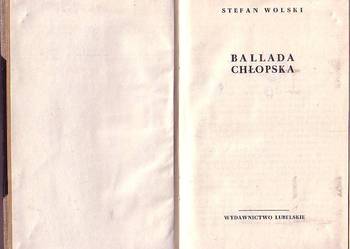 STEFAN WOLSKI
BALLADA
CHŁOPSKA
WYDAWNICTWO LUBELSKIE